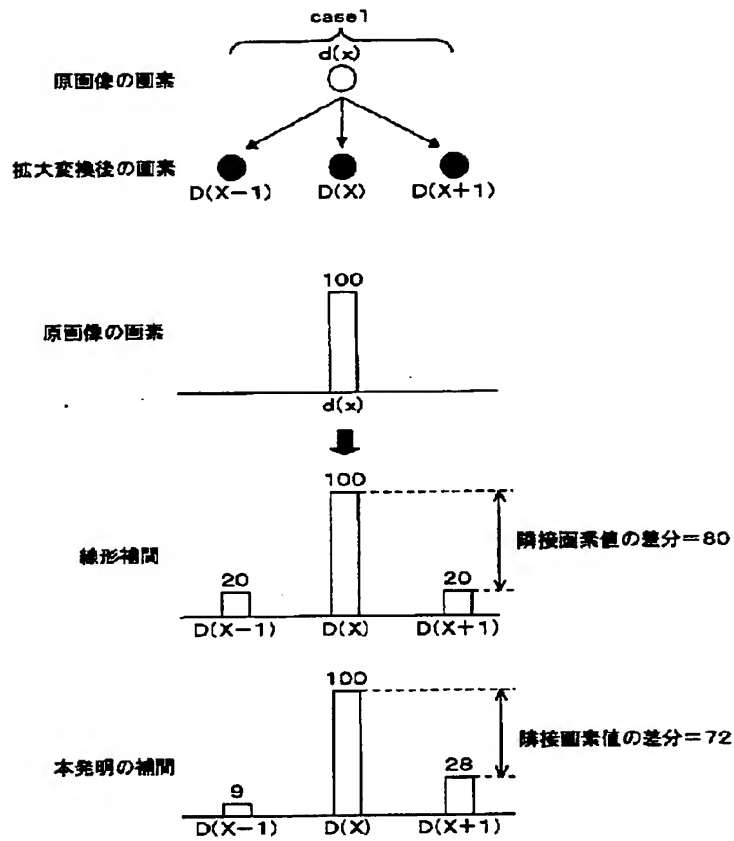 case1
d(x)
原画像の画素
拡大変換後の画素
D(X−1) D(X) D(X+1)
100
原画像の画素
d(x)
100
線形補間
20 20
隣接画素値の差分＝80
D(X−1) D(X) D(X+1)
100
本発明の補間
9 28
隣接画素値の差分＝72
D(X−1) D(X) D(X+1)